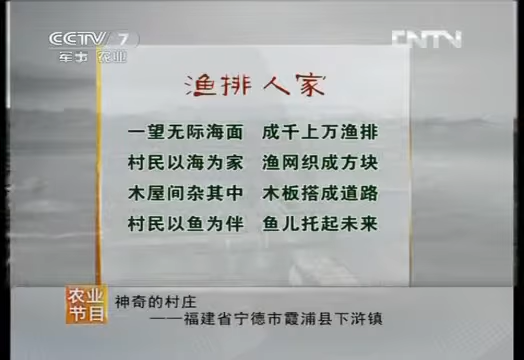 CCTV 7
军事 农业
CNTV
渔排人家
一望无际海面 成千上万渔排
村民以海为家 渔网织成方块
木屋间杂其中 木板搭成道路
村民以鱼为伴 鱼儿托起未来
农业
节目
神奇的村庄
——福建省宁德市霞浦县下浒镇